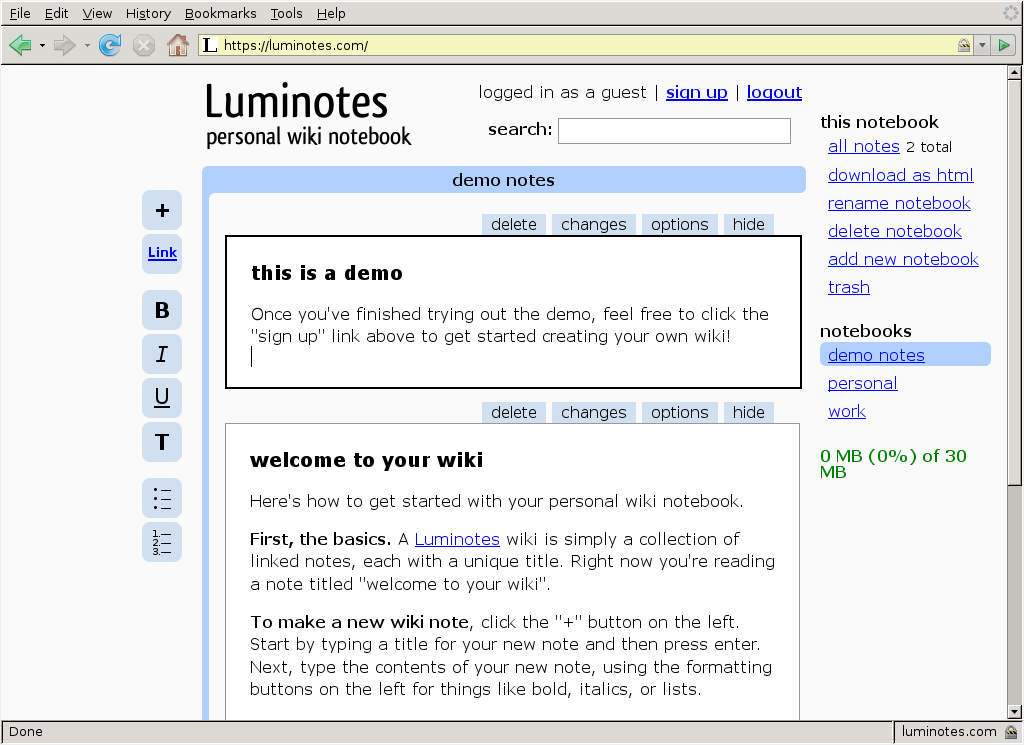 File Edit View History Bookmarks Tools Help
L https://luminotes.com/
Luminotes
personal wiki notebook
logged in as a guest | sign up | logout
search:
demo notes
+
Link
B
I
U
T
1.
2.
3.
delete changes options hide
this is a demo
Once you've finished trying out the demo, feel free to click the
"sign up" link above to get started creating your own wiki!
delete changes options hide
welcome to your wiki
Here's how to get started with your personal wiki notebook.
First, the basics. A Luminotes wiki is simply a collection of
linked notes, each with a unique title. Right now you're reading
a note titled "welcome to your wiki".
To make a new wiki note, click the "+" button on the left.
Start by typing a title for your new note and then press enter.
Next, type the contents of your new note, using the formatting
buttons on the left for things like bold, italics, or lists.
this notebook
all notes 2 total
download as html
rename notebook
delete notebook
add new notebook
trash
notebooks
demo notes
personal
work
0 MB (0%) of 30
MB
Done
luminotes.com